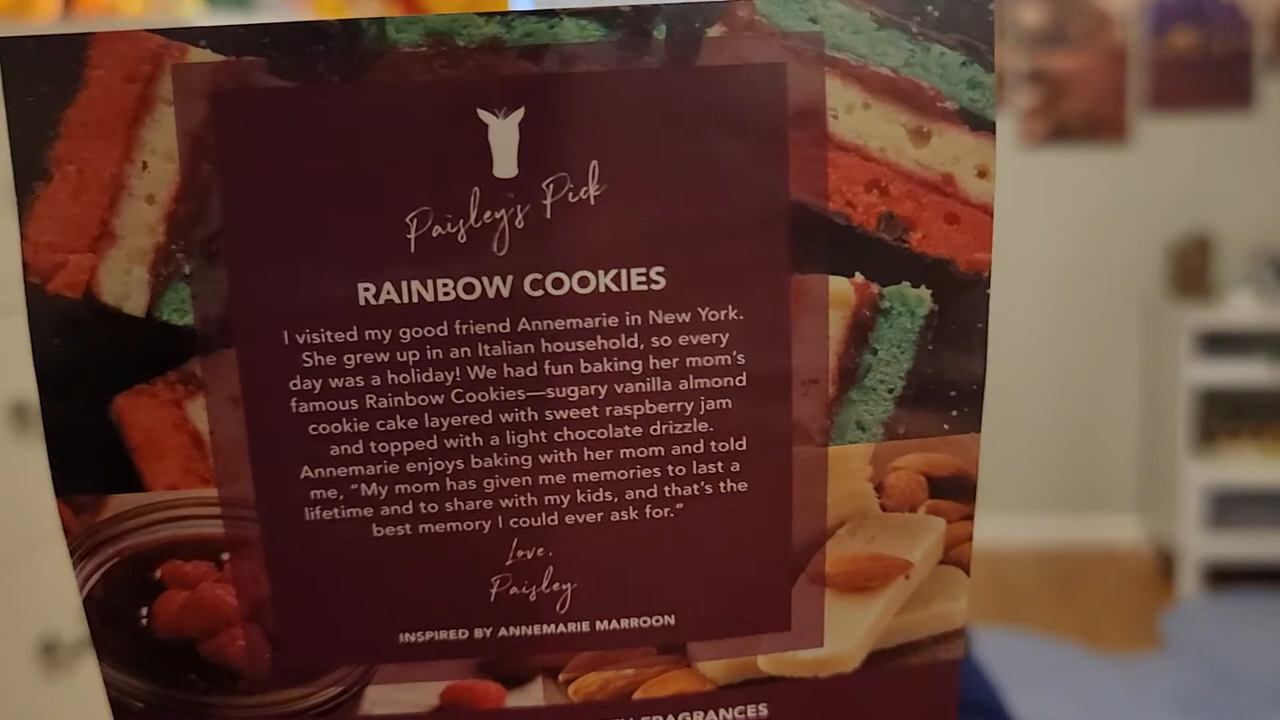 Paisley's Pick
RAINBOW COOKIES
I visited my good friend Annemarie in New York.
She grew up in an Italian household, so every
day was a holiday! We had fun baking her mom's
famous Rainbow Cookies—sugary vanilla almond
cookie cake layered with sweet raspberry jam
and topped with a light chocolate drizzle.
Annemarie enjoys baking with her mom and told
me, "My mom has given me memories to last a
lifetime and to share with my kids, and that's the
best memory I could ever ask for."
Love,
Paisley
INSPIRED BY ANNEMARIE MARROON
FRAGRANCES